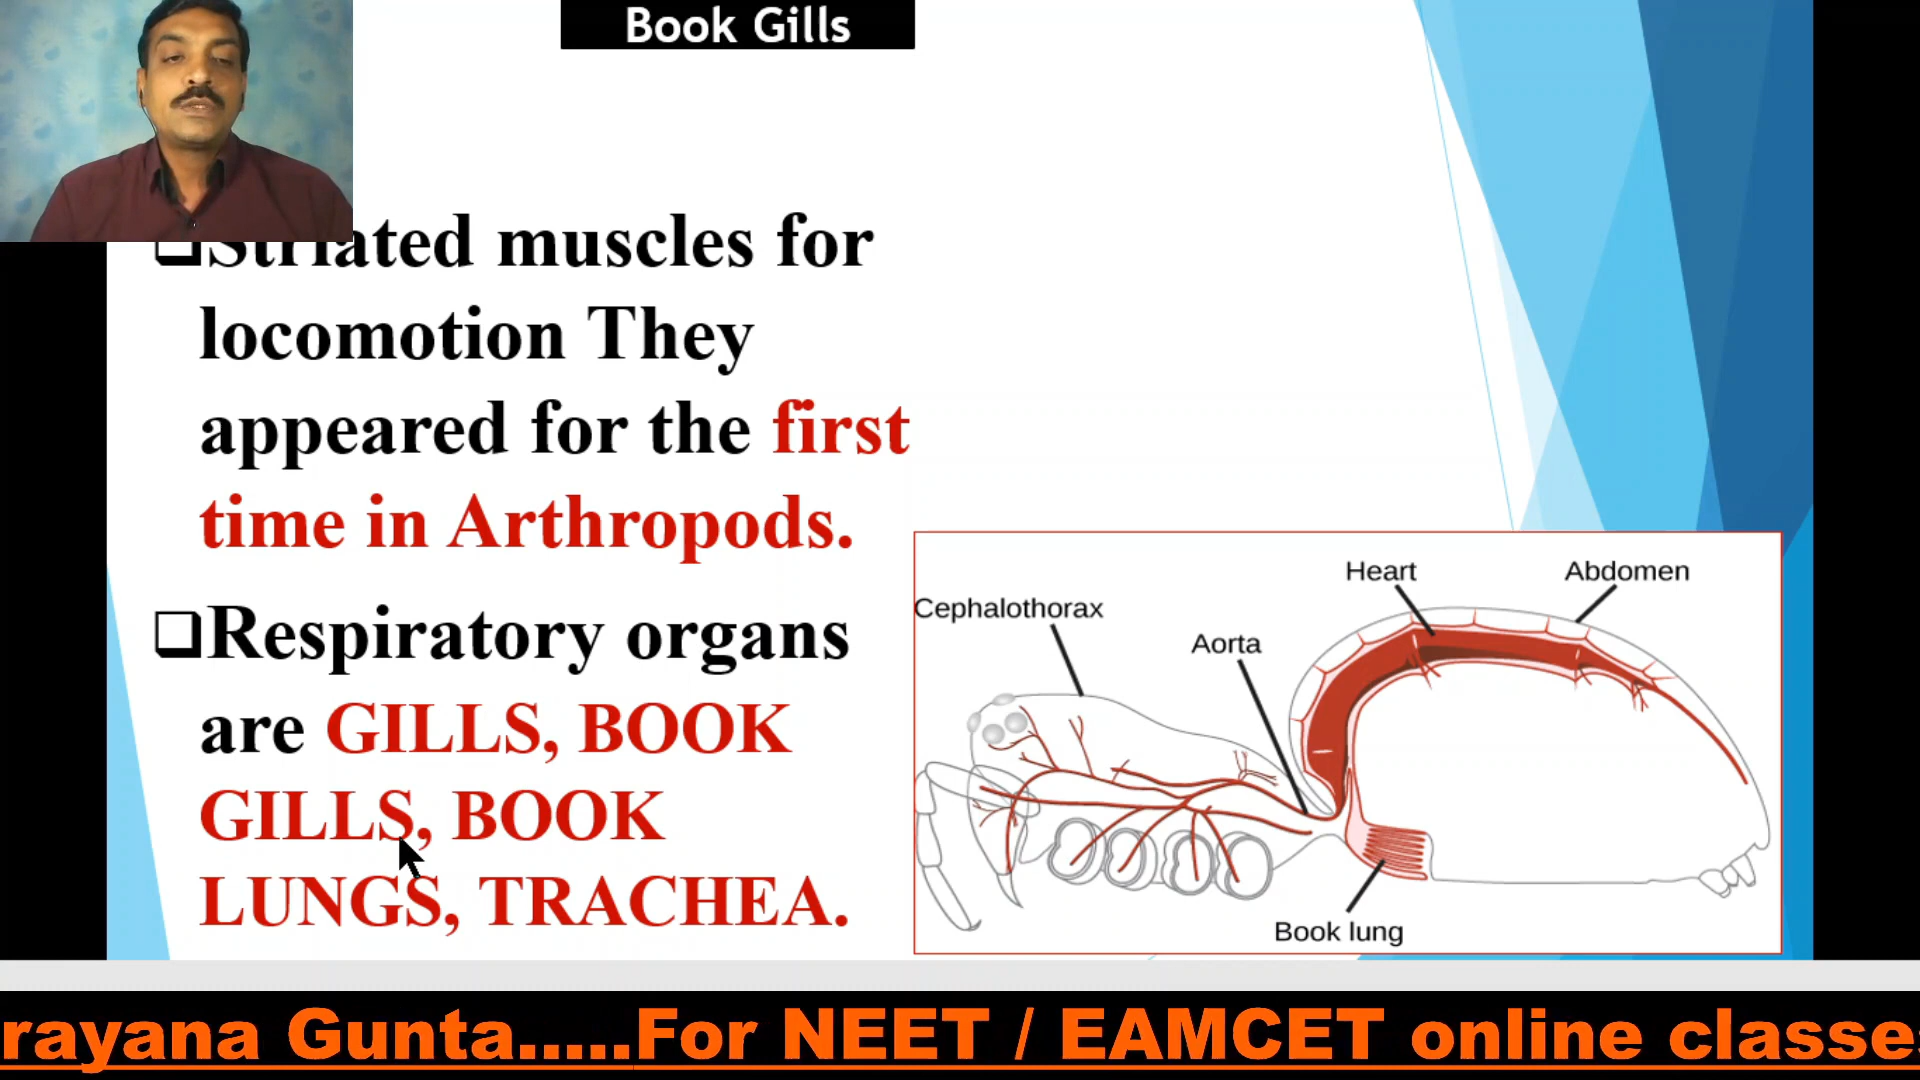 Book Gills
Striated muscles for
locomotion They
appeared for the first
time in Arthropods.
Respiratory organs
are GILLS, BOOK
GILLS, BOOK
LUNGS, TRACHEA.
Heart
Abdomen
Cephalothorax
Aorta
Book lung
rayana Gunta.....For NEET / EAMCET online classe